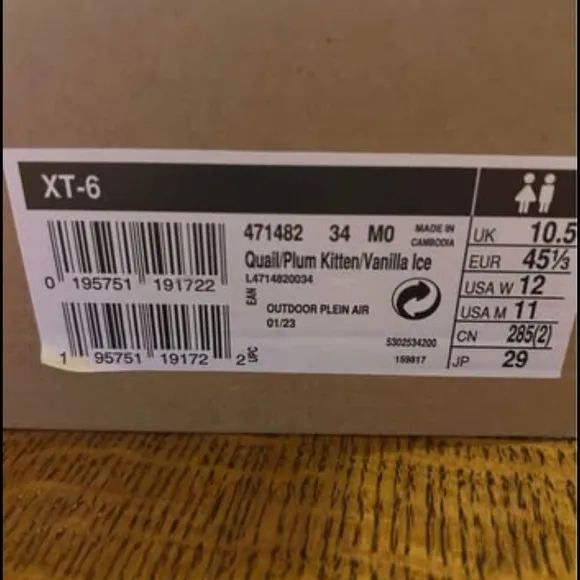 XT-6
471482 34 M0 MADE IN CAMBODIA
Quail/Plum Kitten/Vanilla Ice
L4714820034
EAN
0 195751 191722
OUTDOOR PLEIN AIR
01/23
5302534200
159817
1 95751 19172 2
UPC
UK 10.5
EUR 45⅓
USA W 12
USA M 11
CN 285(2)
JP 29